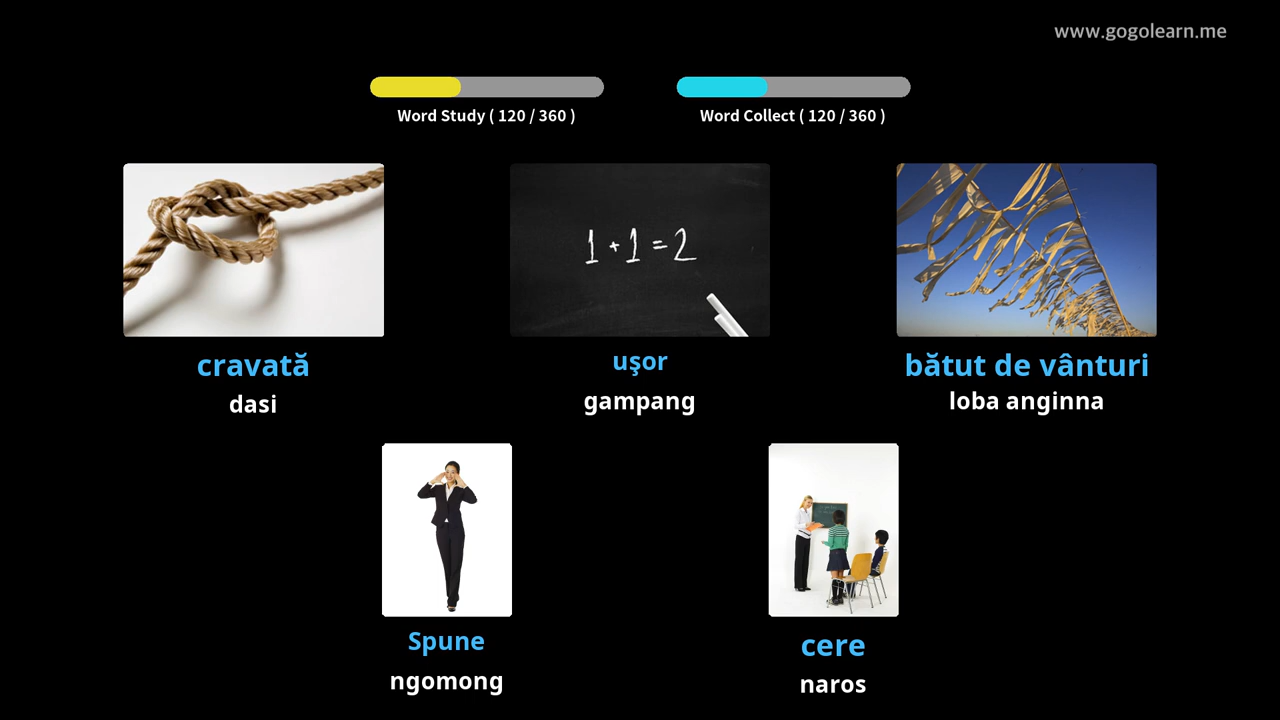 www.gogolearn.me
Word Study ( 120 / 360 )
Word Collect ( 120 / 360 )
1 + 1 = 2
cravată
dasi
uşor
gampang
bătut de vânturi
loba anginna
Spune
ngomong
cere
naros